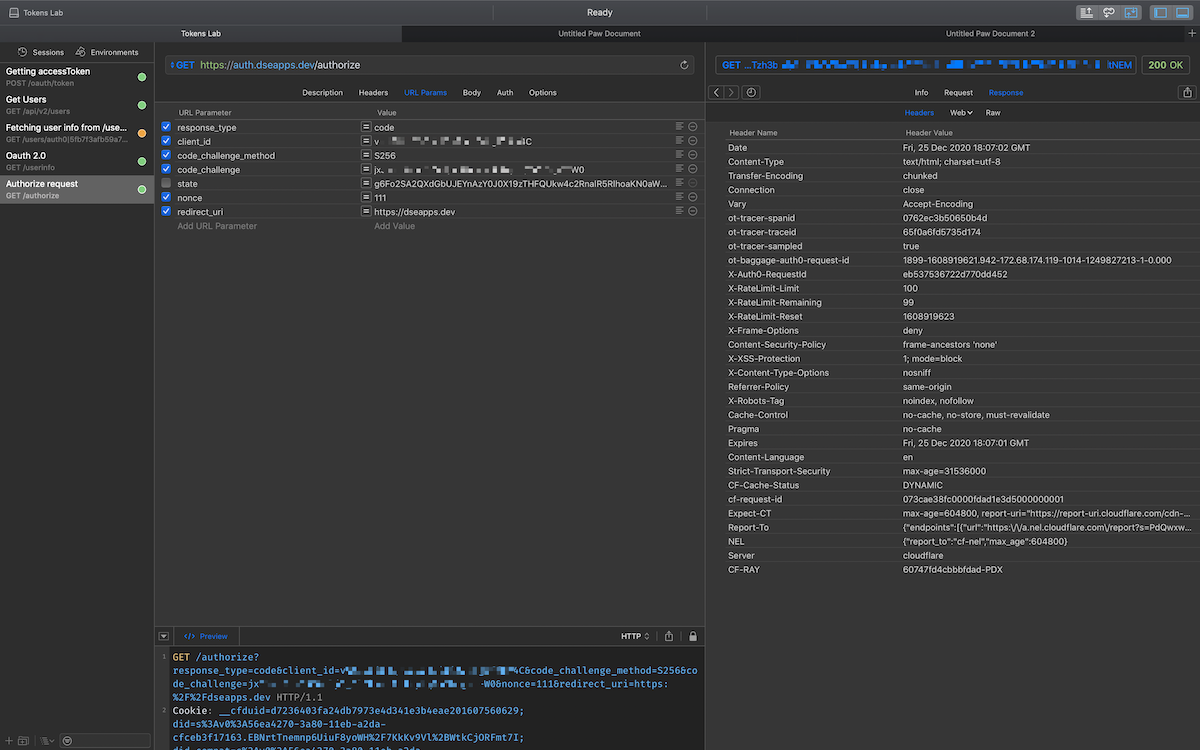 Tokens Lab
Ready
Tokens Lab
Untitled Paw Document
Untitled Paw Document 2
Sessions
Environments
Getting accessToken
POST /oauth/token
Get Users
GET /api/v2/users
Fetching user info from /use...
GET /users/auth0|5fb7f3afb59a7...
Oauth 2.0
GET /userinfo
Authorize request
GET /authorize
GET https://auth.dseapps.dev/authorize
Description Headers URL Params Body Auth Options
URL Parameter Value
response_type = code
client_id = v
code_challenge_method = S256
code_challenge = jx. W0
state = g6Fo2SA2QXdGbUJEYnAzY0J0X19zTHFQUkw4c2RnalR5RlhoaKN0aW...
nonce = 111
redirect_uri = https://dseapps.dev
Add URL Parameter Add Value
Preview
HTTP
1 GET /authorize?
response_type=code&client_id=v 4C&code_challenge_method=S256&co
de_challenge=jx -W0&nonce=111&redirect_uri=https:
%2F%2Fdseapps.dev HTTP/1.1
2 Cookie: __cfduid=d7236403fa24db7973e4d341e3b4eae201607560629;
did=s%3Av0%3A56ea4270-3a80-11eb-a2da-
cfceb3f17163.EBNrtTnemnp6UiuF8yoWH%2F7KkKv9Vl%2BWtkCjORFmt7I;
GET ...Tzh3b tNEM
200 OK
Info Request Response
Headers Web Raw
Header Name Header Value
Date Fri, 25 Dec 2020 18:07:02 GMT
Content-Type text/html; charset=utf-8
Transfer-Encoding chunked
Connection close
Vary Accept-Encoding
ot-tracer-spanid 0762ec3b50650b4d
ot-tracer-traceid 65f0a6fd5735d174
ot-tracer-sampled true
ot-baggage-auth0-request-id 1899-1608919621.942-172.68.174.119-1014-1249827213-1-0.000
X-Auth0-RequestId eb537536722d770dd452
X-RateLimit-Limit 100
X-RateLimit-Remaining 99
X-RateLimit-Reset 1608919623
X-Frame-Options deny
Content-Security-Policy frame-ancestors 'none'
X-XSS-Protection 1; mode=block
X-Content-Type-Options nosniff
Referrer-Policy same-origin
X-Robots-Tag noindex, nofollow
Cache-Control no-cache, no-store, must-revalidate
Pragma no-cache
Expires Fri, 25 Dec 2020 18:07:01 GMT
Content-Language en
Strict-Transport-Security max-age=31536000
CF-Cache-Status DYNAMIC
cf-request-id 073cae38fc0000fdad1e3d5000000001
Expect-CT max-age=604800, report-uri="https://report-uri.cloudflare.com/cdn-...
Report-To {"endpoints":[{"url":"https:\/\/a.nel.cloudflare.com\/report?s=PdQwxw...
NEL {"report_to":"cf-nel","max_age":604800}
Server cloudflare
CF-RAY 60747fd4cbbbfdad-PDX